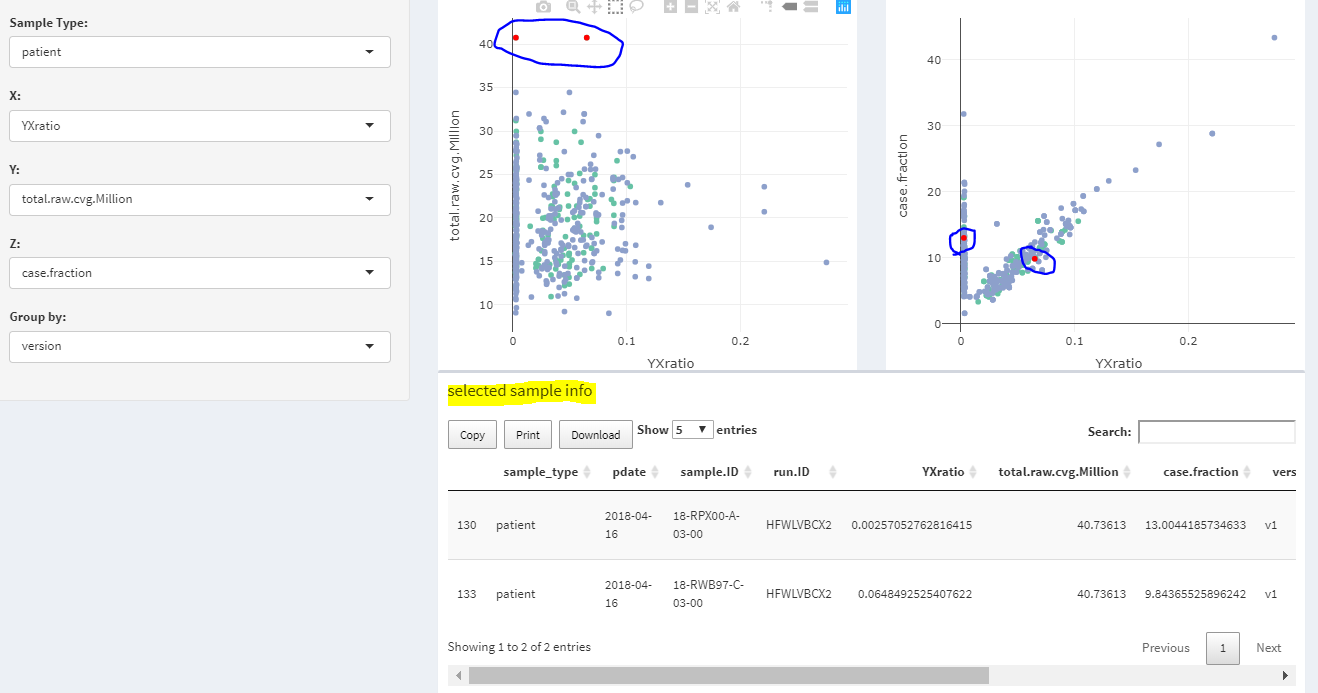 Sample Type:
patient
X:
YXratio
Y:
total.raw.cvg.Million
Z:
case.fraction
Group by:
version
total.raw.cvg.Million
40
35
30
25
20
15
10
0
0.1
0.2
YXratio
case.fraction
40
30
20
10
0
0
0.1
0.2
YXratio
selected sample info
Copy
Print
Download
Show 5 entries
Search:
sample_type pdate sample.ID run.ID YXratio total.raw.cvg.Million case.fraction vers
130 patient 2018-04-16 18-RPX00-A-03-00 HFWLVBCX2 0.00257052762816415 40.73613 13.0044185734633 v1
133 patient 2018-04-16 18-RWB97-C-03-00 HFWLVBCX2 0.0648492525407622 40.73613 9.84365525896242 v1
Showing 1 to 2 of 2 entries
Previous 1 Next